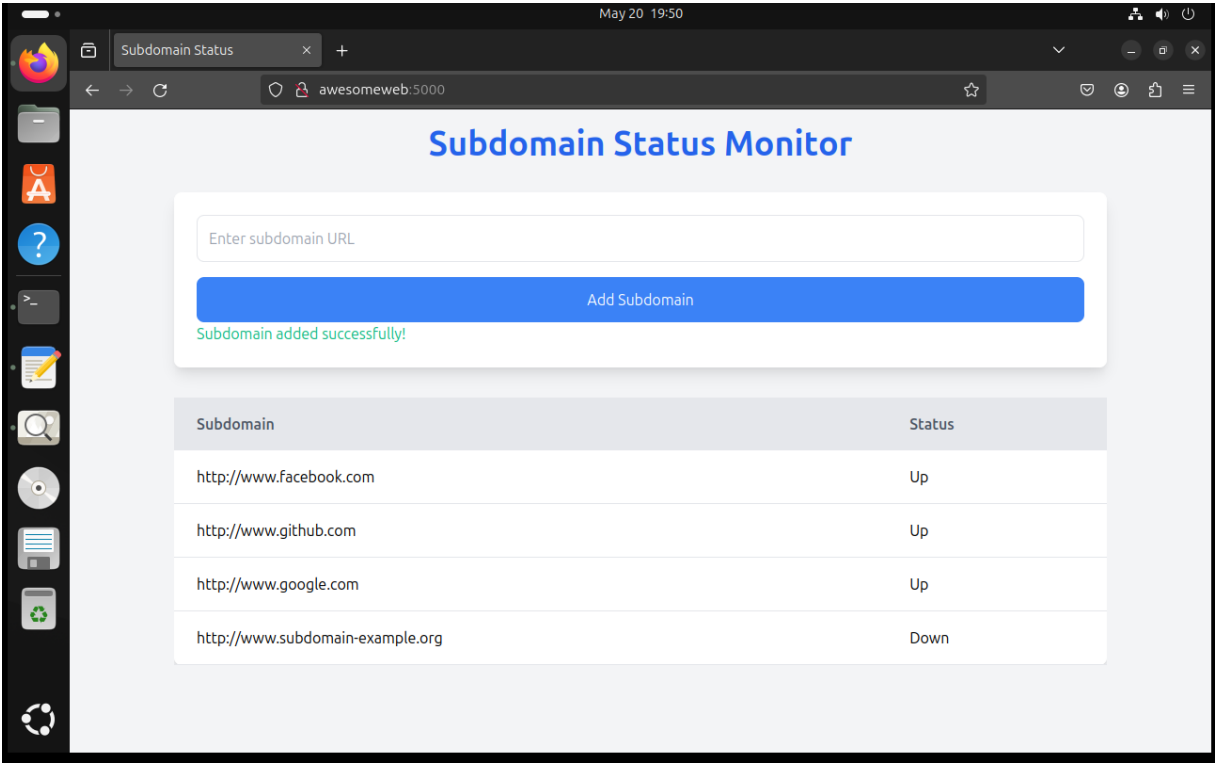 May 20 19:50
Subdomain Status
awesomeweb:5000
Subdomain Status Monitor
Enter subdomain URL
Add Subdomain
Subdomain added successfully!
Subdomain Status
http://www.facebook.com Up
http://www.github.com Up
http://www.google.com Up
http://www.subdomain-example.org Down